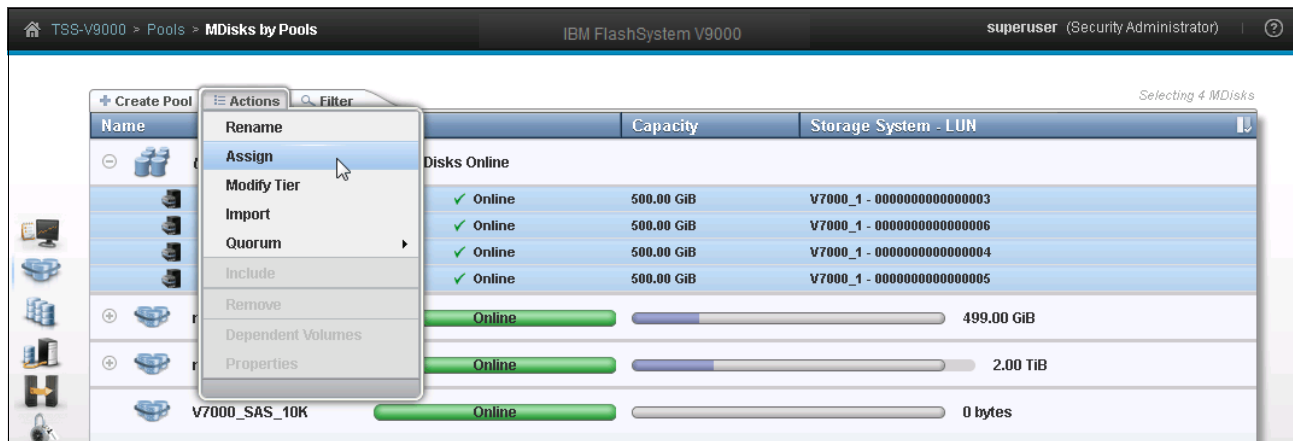 TSS-V9000 > Pools > MDisks by Pools
IBM FlashSystem V9000
superuser (Security Administrator) | ?
Create Pool Actions Filter
Selecting 4 MDisks
Name Capacity Storage System - LUN
Rename
Assign
Modify Tier
Import
Quorum
Include
Remove
Dependent Volumes
Properties
Disks Online
Online 500.00 GiB V7000_1 - 0000000000000003
Online 500.00 GiB V7000_1 - 0000000000000006
Online 500.00 GiB V7000_1 - 0000000000000004
Online 500.00 GiB V7000_1 - 0000000000000005
Online 499.00 GiB
Online 2.00 TiB
V7000_SAS_10K Online 0 bytes